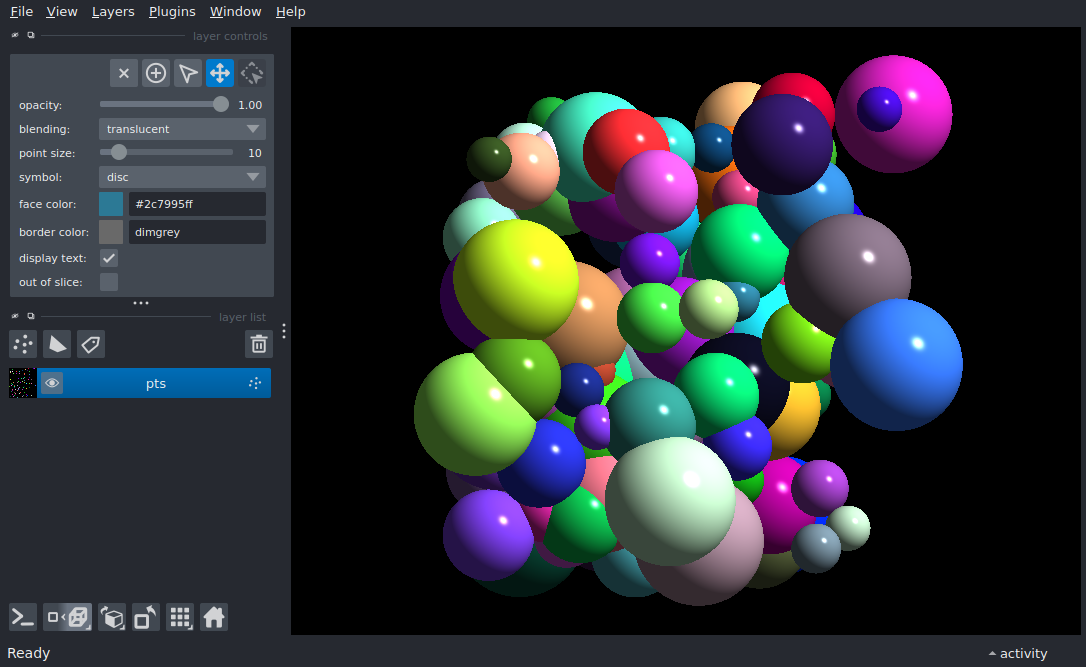 File View Layers Plugins Window Help
layer controls
opacity: 1.00
blending: translucent
point size: 10
symbol: disc
face color: #2c7995ff
border color: dimgrey
display text:
out of slice:
layer list
pts
Ready
activity